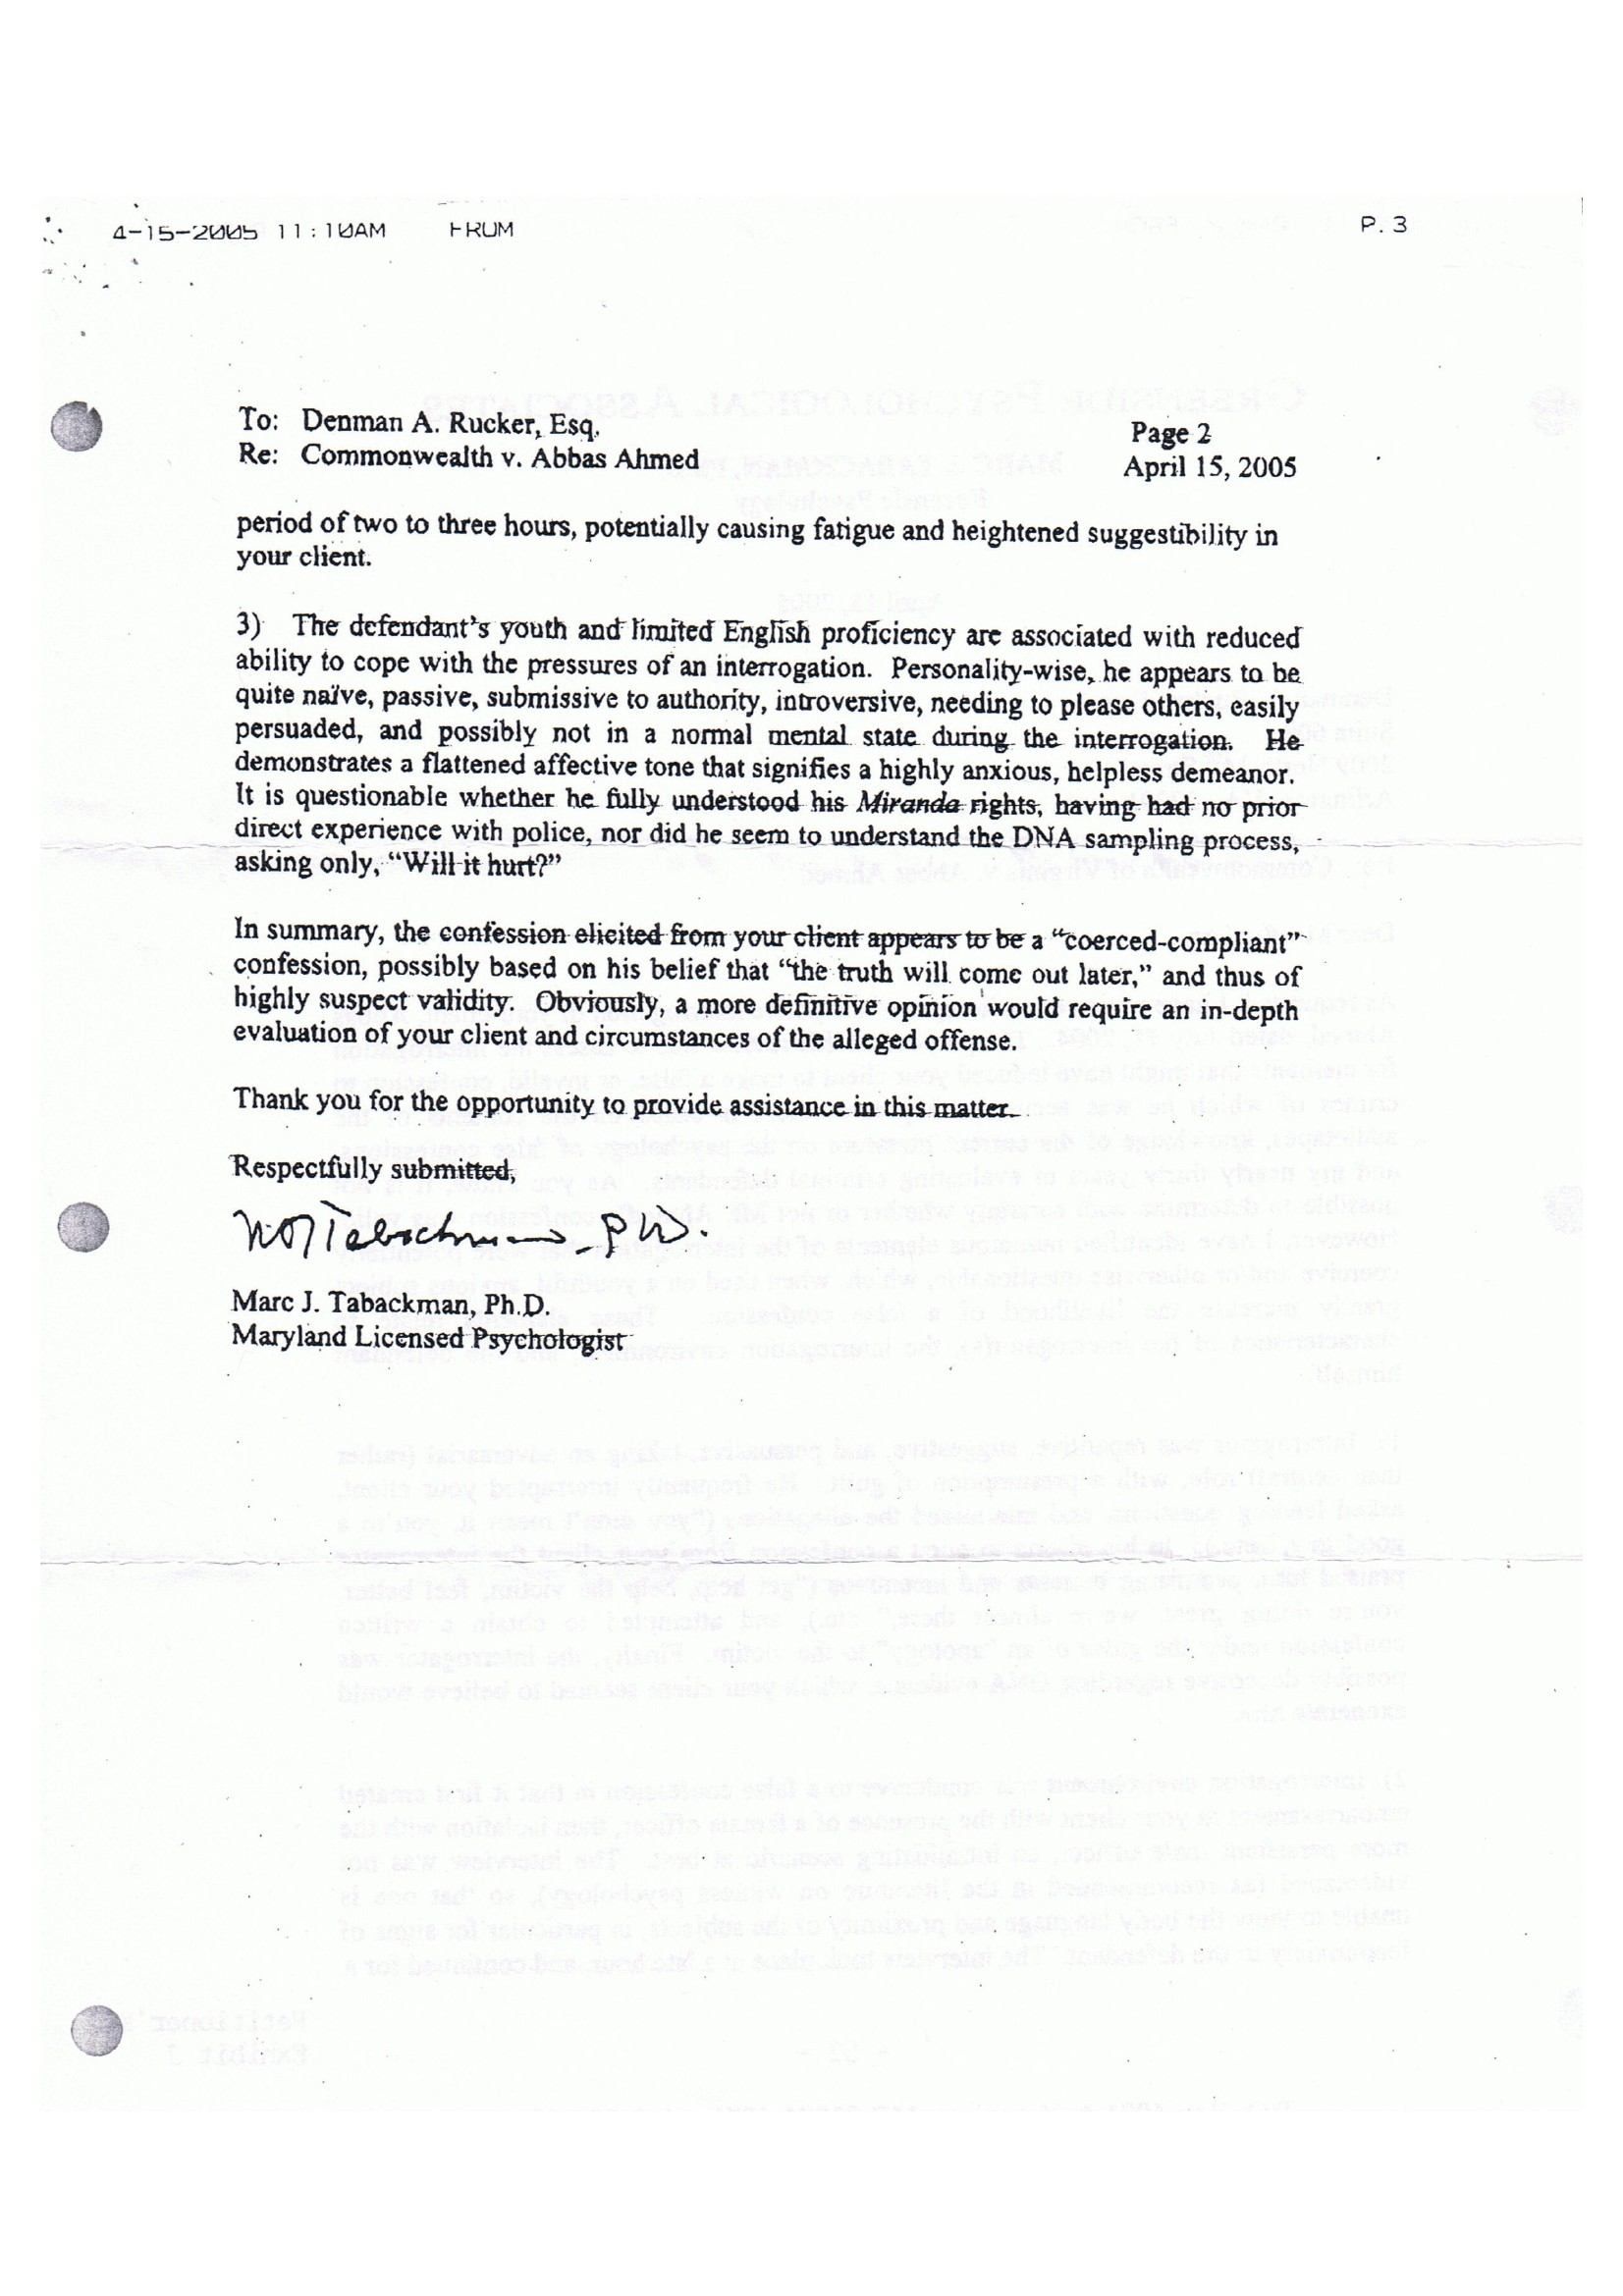 4-15-2005 11:10AM FROM P.3
To: Denman A. Rucker, Esq.
Page 2
Re: Commonwealth v. Abbas Ahmed
April 15, 2005
period of two to three hours, potentially causing fatigue and heightened suggestibility in
your client.
3) The defendant's youth and limited English proficiency are associated with reduced
ability to cope with the pressures of an interrogation. Personality-wise, he appears to be
quite naïve, passive, submissive to authority, introversive, needing to please others, easily
persuaded, and possibly not in a normal mental state during the interrogation. He
demonstrates a flattened affective tone that signifies a highly anxious, helpless demeanor.
It is questionable whether he fully understood his Miranda rights, having had no prior
direct experience with police, nor did he seem to understand the DNA sampling process,
asking only, “Will it hurt?”
In summary, the confession elicited from your client appears to be a “coerced-compliant”
confession, possibly based on his belief that “the truth will come out later,” and thus of
highly suspect validity. Obviously, a more definitive opinion would require an in-depth
evaluation of your client and circumstances of the alleged offense.
Thank you for the opportunity to provide assistance in this matter.
Respectfully submitted,
Marc J. Tabackman, Ph.D.
Maryland Licensed Psychologist